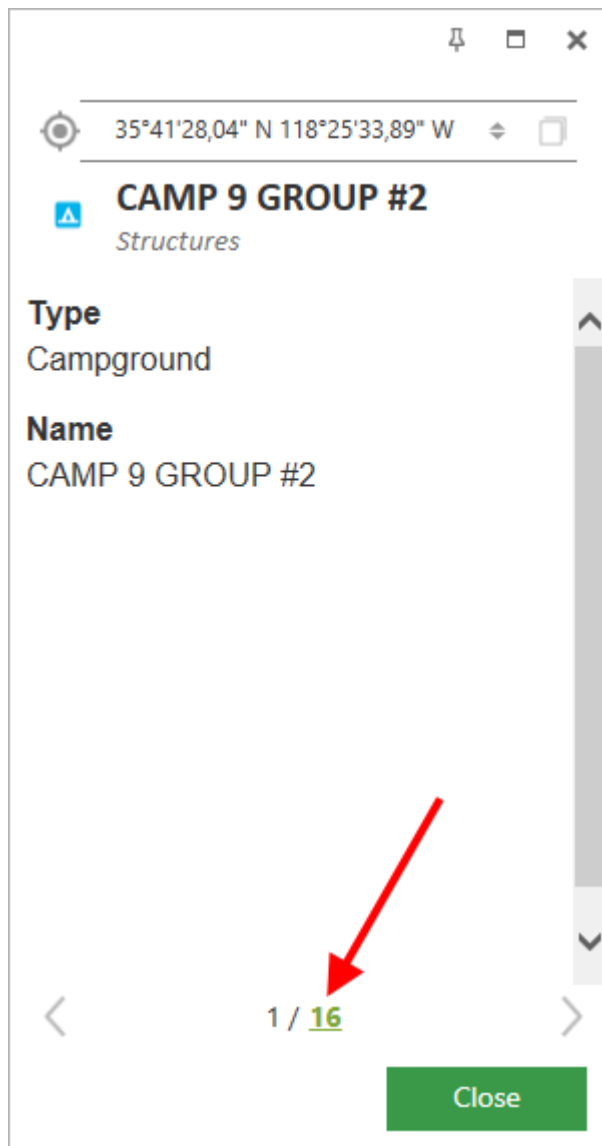 35°41'28,04" N 118°25'33,89" W
CAMP 9 GROUP #2
Structures
Type
Campground
Name
CAMP 9 GROUP #2
1 / 16
Close